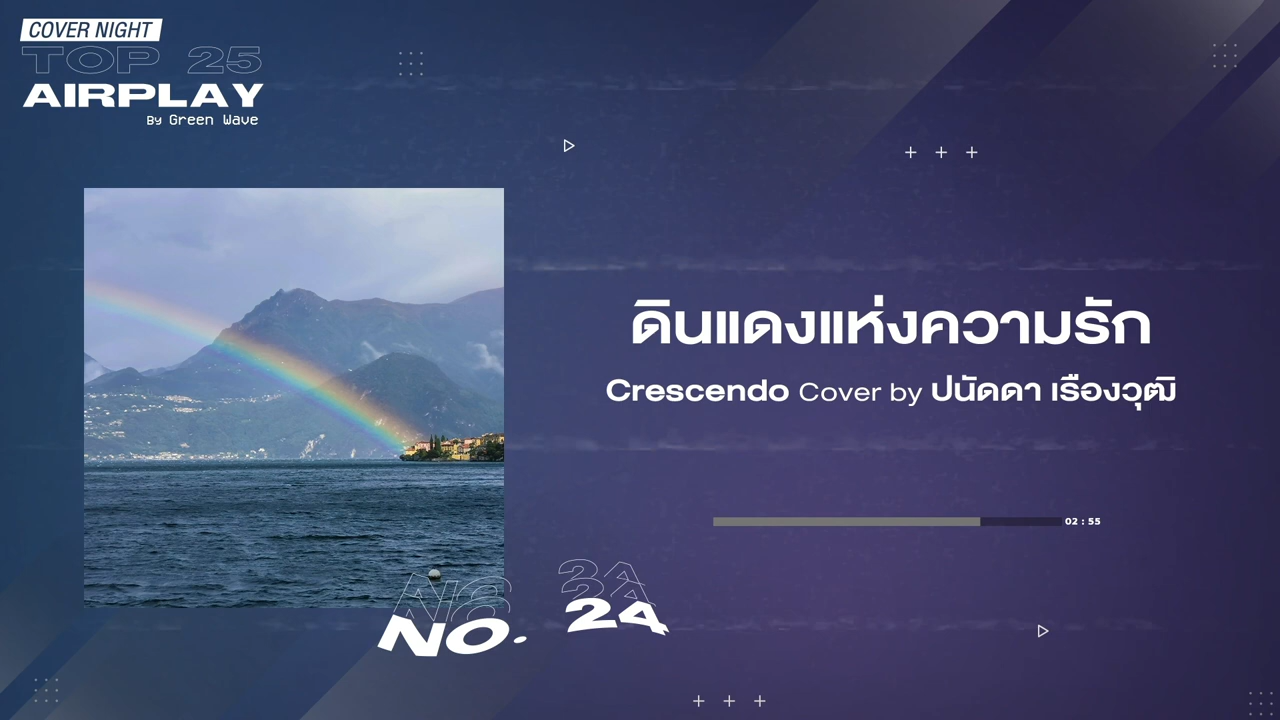 COVER NIGHT
TOP 25
AIRPLAY
By Green Wave
ดินแดงแห่งความรัก
Crescendo Cover by ปนัดดา เรืองวุฒิ
02 : 55
NO. 24
NO. 24